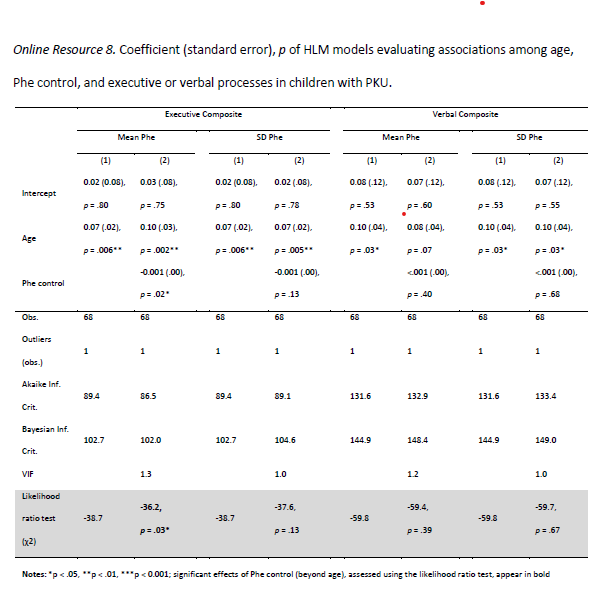 Online Resource 8. Coefficient (standard error), p of HLM models evaluating associations among age,
Phe control, and executive or verbal processes in children with PKU.
Executive Composite Verbal Composite
Mean Phe SD Phe Mean Phe SD Phe
(1) (2) (1) (2) (1) (2) (1) (2)
Intercept
0.02 (0.08), 0.03 (.08), 0.02 (0.08), 0.02 (.08), 0.08 (.12), 0.07 (.12), 0.08 (.12), 0.07 (.12),
p = .80 p = .75 p = .80 p = .78 p = .53 p = .60 p = .53 p = .55
Age
0.07 (.02), 0.10 (.03), 0.07 (.02), 0.07 (.02), 0.10 (.04), 0.08 (.04), 0.10 (.04), 0.10 (.04),
p = .006** p = .002** p = .006** p = .005** p = .03* p = .07 p = .03* p = .03*
Phe control
-0.001 (.00), -0.001 (.00), <.001 (.00), <001 (.00),
p = .02* p = .13 p = .40 p = .68
Obs. 68 68 68 68 68 68 68 68
Outliers
(obs.)
1 1 1 1 1 1 1 1
Akaike Inf.
Crit.
89.4 86.5 89.4 89.1 131.6 132.9 131.6 133.4
Bayesian Inf.
Crit.
102.7 102.0 102.7 104.6 144.9 148.4 144.9 149.0
VIF 1.3 1.0 1.2 1.0
Likelihood
ratio test
(χ2)
-38.7 -36.2, -38.7 -37.6, -59.8 -59.4, -59.8 -59.7,
p = .03* p = .13 p = .39 p = .67
Notes: *p < .05, **p < .01, ***p < 0.001; significant effects of Phe control (beyond age), assessed using the likelihood ratio test, appear in bold